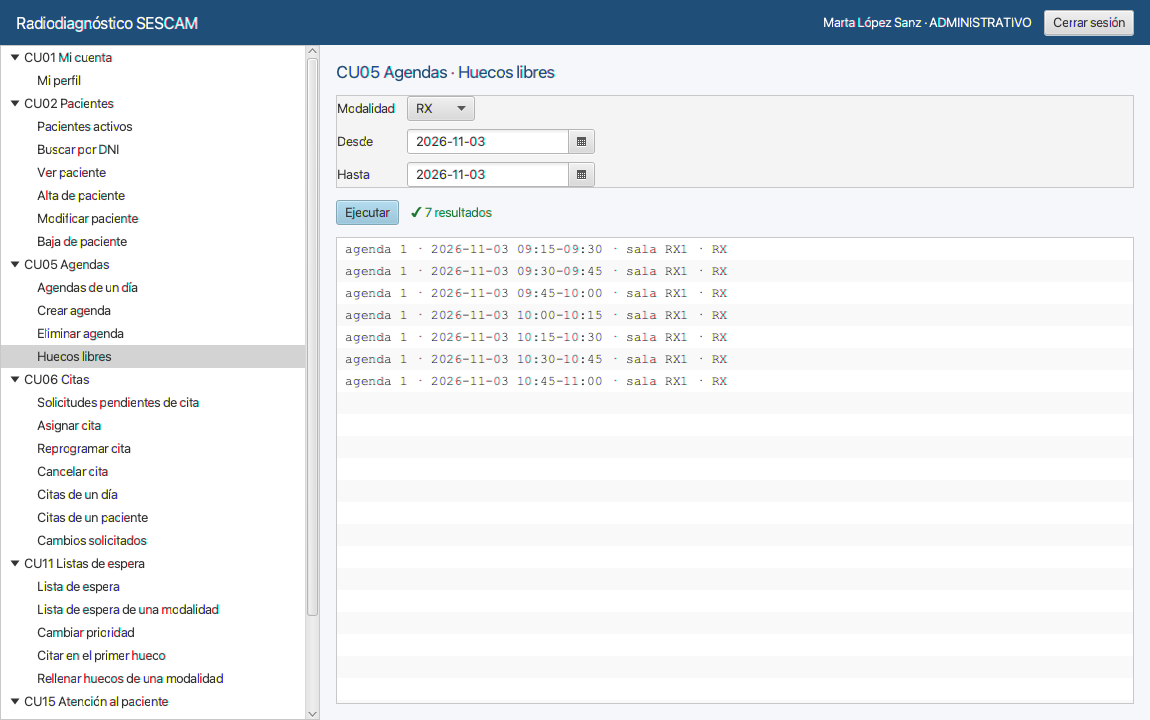 Radiodiagnóstico SESCAM
Marta López Sanz · ADMINISTRATIVO
Cerrar sesión
CU01 Mi cuenta
Mi perfil
CU02 Pacientes
Pacientes activos
Buscar por DNI
Ver paciente
Alta de paciente
Modificar paciente
Baja de paciente
CU05 Agendas
Agendas de un día
Crear agenda
Eliminar agenda
Huecos libres
CU06 Citas
Solicitudes pendientes de cita
Asignar cita
Reprogramar cita
Cancelar cita
Citas de un día
Citas de un paciente
Cambios solicitados
CU11 Listas de espera
Lista de espera
Lista de espera de una modalidad
Cambiar prioridad
Citar en el primer hueco
Rellenar huecos de una modalidad
CU15 Atención al paciente
CU05 Agendas · Huecos libres
Modalidad RX
Desde 2026-11-03
Hasta 2026-11-03
Ejecutar ✔ 7 resultados
agenda 1 · 2026-11-03 09:15-09:30 · sala RX1 · RX
agenda 1 · 2026-11-03 09:30-09:45 · sala RX1 · RX
agenda 1 · 2026-11-03 09:45-10:00 · sala RX1 · RX
agenda 1 · 2026-11-03 10:00-10:15 · sala RX1 · RX
agenda 1 · 2026-11-03 10:15-10:30 · sala RX1 · RX
agenda 1 · 2026-11-03 10:30-10:45 · sala RX1 · RX
agenda 1 · 2026-11-03 10:45-11:00 · sala RX1 · RX